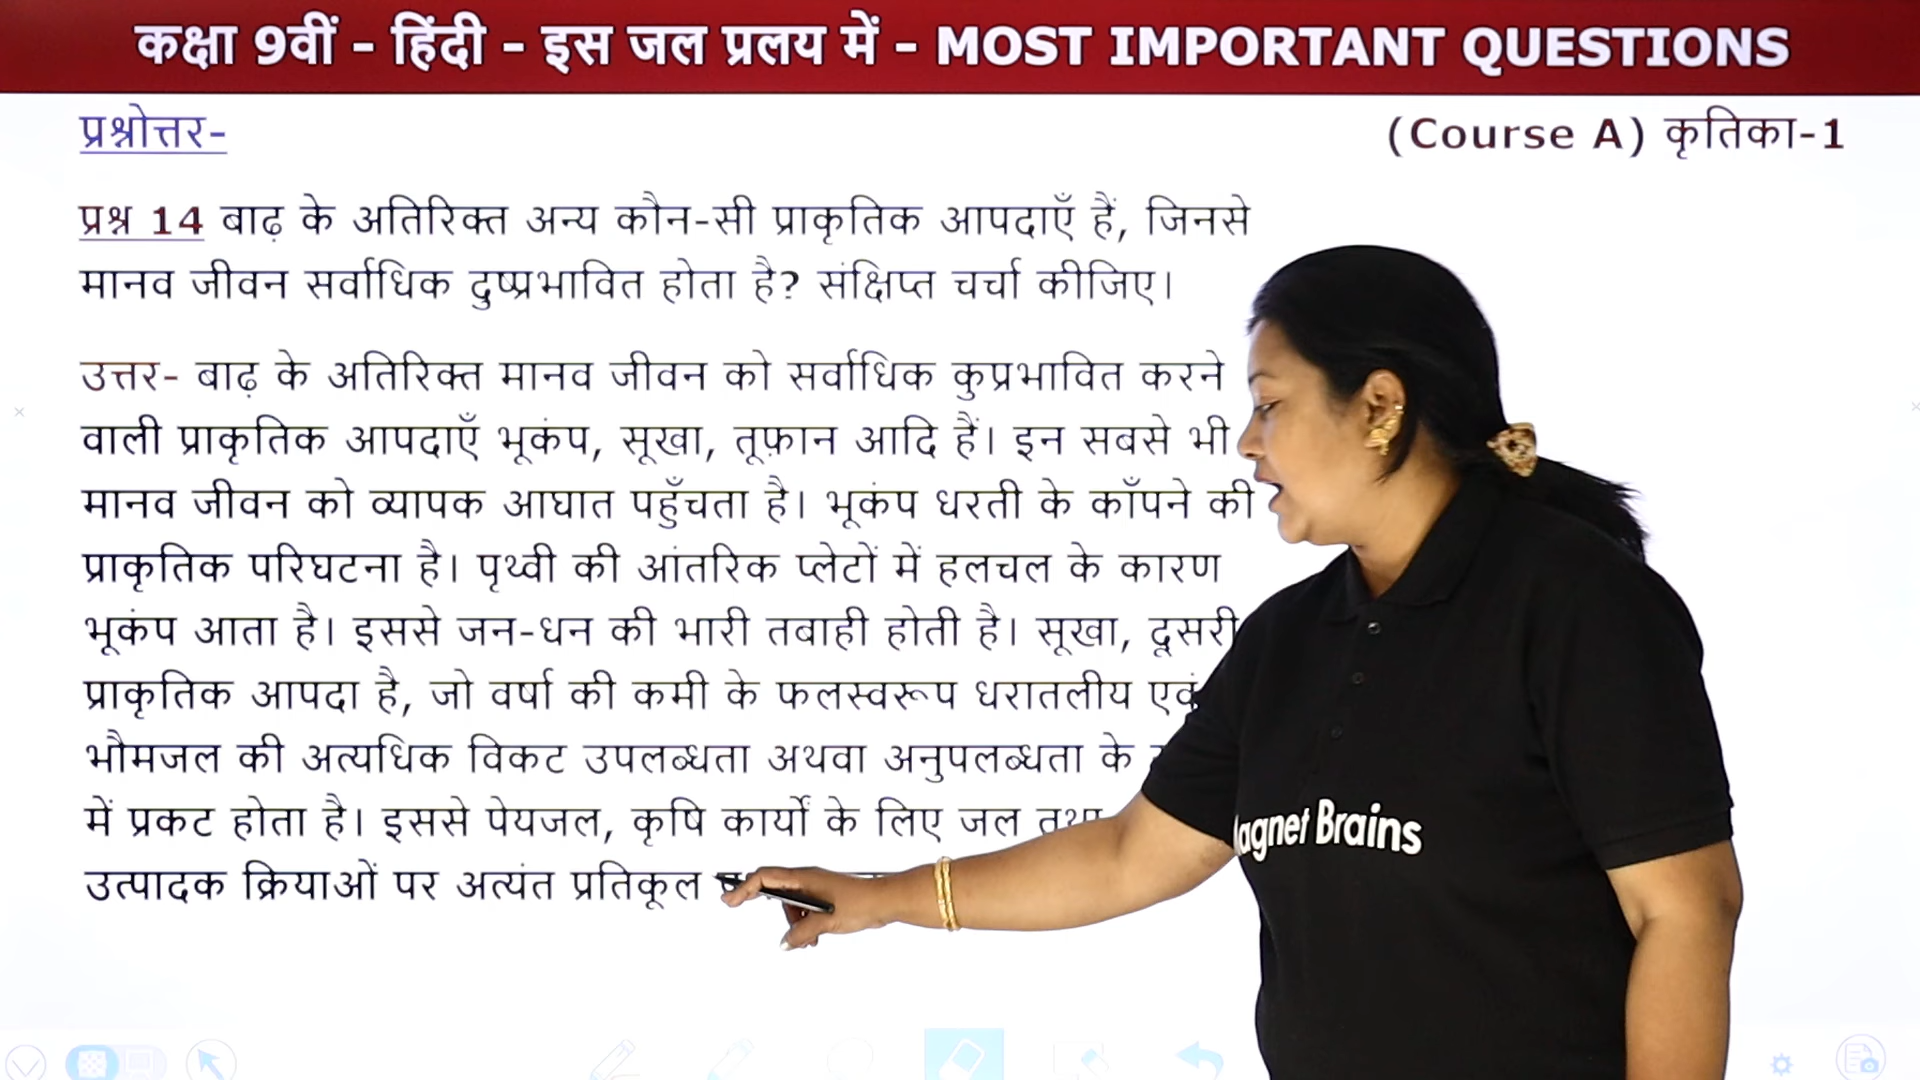 कक्षा 9वीं - हिंदी - इस जल प्रलय में - MOST IMPORTANT QUESTIONS
प्रश्नोत्तर-
(Course A) कृतिका-1
प्रश्न 14 बाढ़ के अतिरिक्त अन्य कौन-सी प्राकृतिक आपदाएँ हैं, जिनसे
मानव जीवन सर्वाधिक दुष्प्रभावित होता है? संक्षिप्त चर्चा कीजिए।
उत्तर- बाढ़ के अतिरिक्त मानव जीवन को सर्वाधिक कुप्रभावित करने
वाली प्राकृतिक आपदाएँ भूकंप, सूखा, तूफ़ान आदि हैं। इन सबसे भी
मानव जीवन को व्यापक आघात पहुँचता है। भूकंप धरती के काँपने की
प्राकृतिक परिघटना है। पृथ्वी की आंतरिक प्लेटों में हलचल के कारण
भूकंप आता है। इससे जन-धन की भारी तबाही होती है। सूखा, दूसरी
प्राकृतिक आपदा है, जो वर्षा की कमी के फलस्वरूप धरातलीय एवं
भौमजल की अत्यधिक विकट उपलब्धता अथवा अनुपलब्धता के
में प्रकट होता है। इससे पेयजल, कृषि कार्यों के लिए जल तथा
उत्पादक क्रियाओं पर अत्यंत प्रतिकूल
Magnet Brains